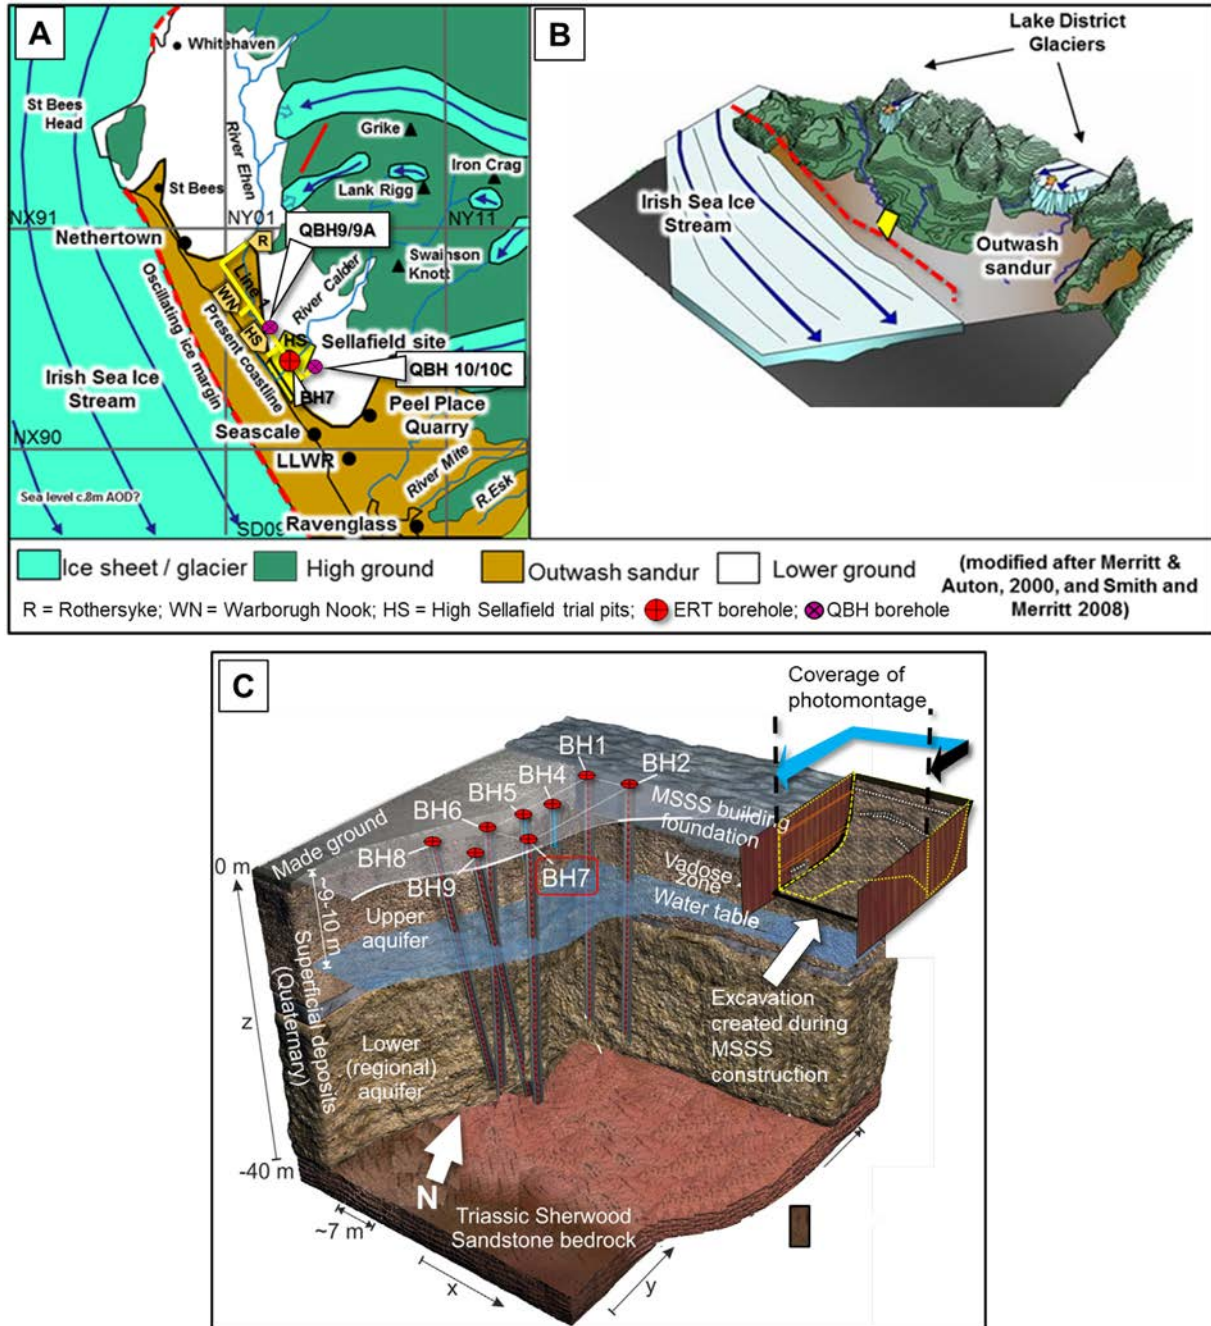 A
Whitehaven
St Bees
Head
River Ehen
Grike
Iron Crag
Lank Rigg
St Bees
NX91
NY01
NY11
R
QBH9/9A
Nethertown
Swainson
Knott
Line 1
WN
River Calder
Oscillating ice margin
Present coastline
HS
HS
Sellafield site
Irish Sea Ice
Stream
QBH 10/10C
BH7
Peel Place
Quarry
Seascale
NX90
LLWR
River Mite
R.Esk
Sea level c.8m AOD?
SD09
Ravenglass
B
Lake District
Glaciers
Irish Sea Ice
Stream
Outwash
sandur
Ice sheet / glacier
High ground
Outwash sandur
Lower ground
(modified after Merritt &
Auton, 2000, and Smith and
Merritt 2008)
R = Rothersyke; WN = Warborugh Nook; HS = High Sellafield trial pits;
ERT borehole;
QBH borehole
C
Coverage of
photomontage
BH1
BH2
BH4
BH5
BH6
BH8
BH9
BH7
MSSS building
foundation
Made ground
0 m
~9-10 m
Vadose
zone
Water table
Upper
aquifer
Superficial deposits
(Quaternary)
z
Lower
(regional)
aquifer
Excavation
created during
MSSS
construction
-40 m
N
~7 m
Triassic Sherwood
Sandstone bedrock
x
y